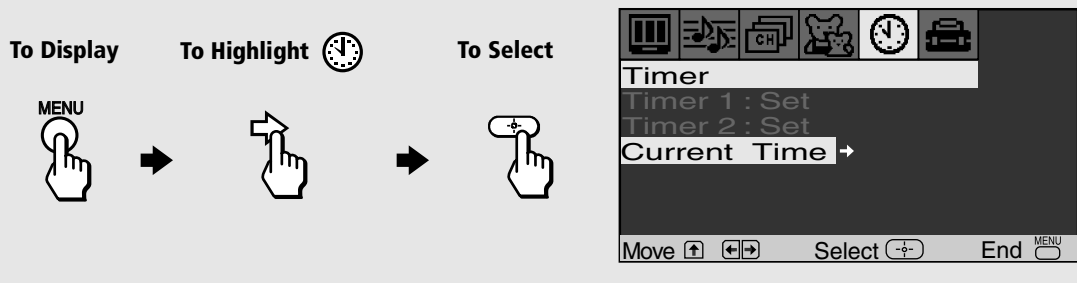 To Display
To Highlight
To Select
MENU
CH
Timer
Timer 1 : Set
Timer 2 : Set
Current Time
Move Select End MENU